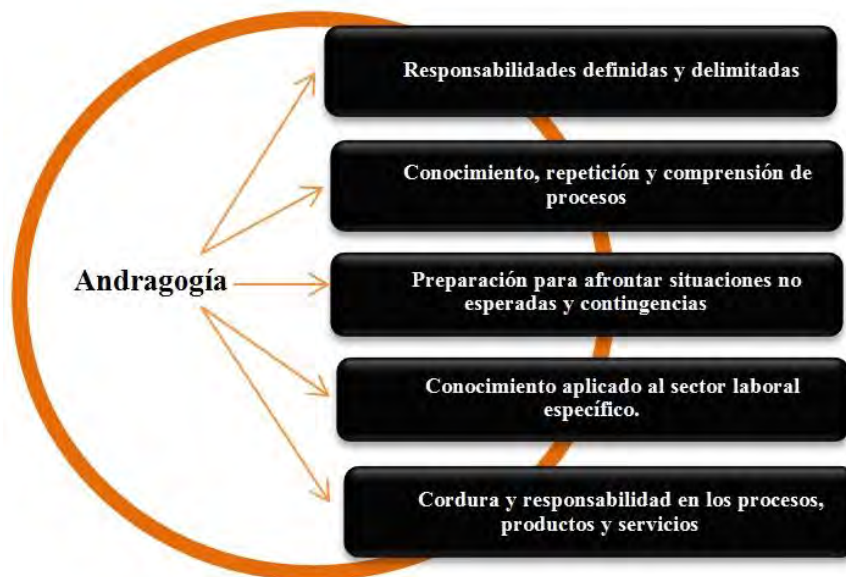 Responsabilidades definidas y delimitadas
Conocimiento, repetición y comprensión de
procesos
Andragogía
Preparación para afrontar situaciones no
esperadas y contingencias
Conocimiento aplicado al sector laboral
específico.
Cordura y responsabilidad en los procesos,
productos y servicios